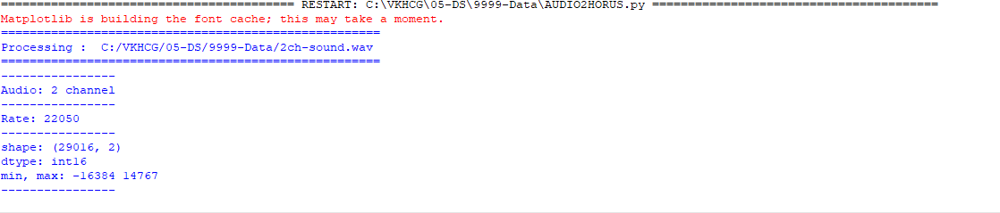 ========================================= RESTART: C:\VKHCG\05-DS\9999-Data\AUDIO2HORUS.py ========================================
Matplotlib is building the font cache; this may take a moment.
=====================================================
Processing :  C:/VKHCG/05-DS/9999-Data/2ch-sound.wav
=====================================================
----------------
Audio: 2 channel
----------------
Rate: 22050
----------------
shape: (29016, 2)
dtype: int16
min, max: -16384 14767
----------------